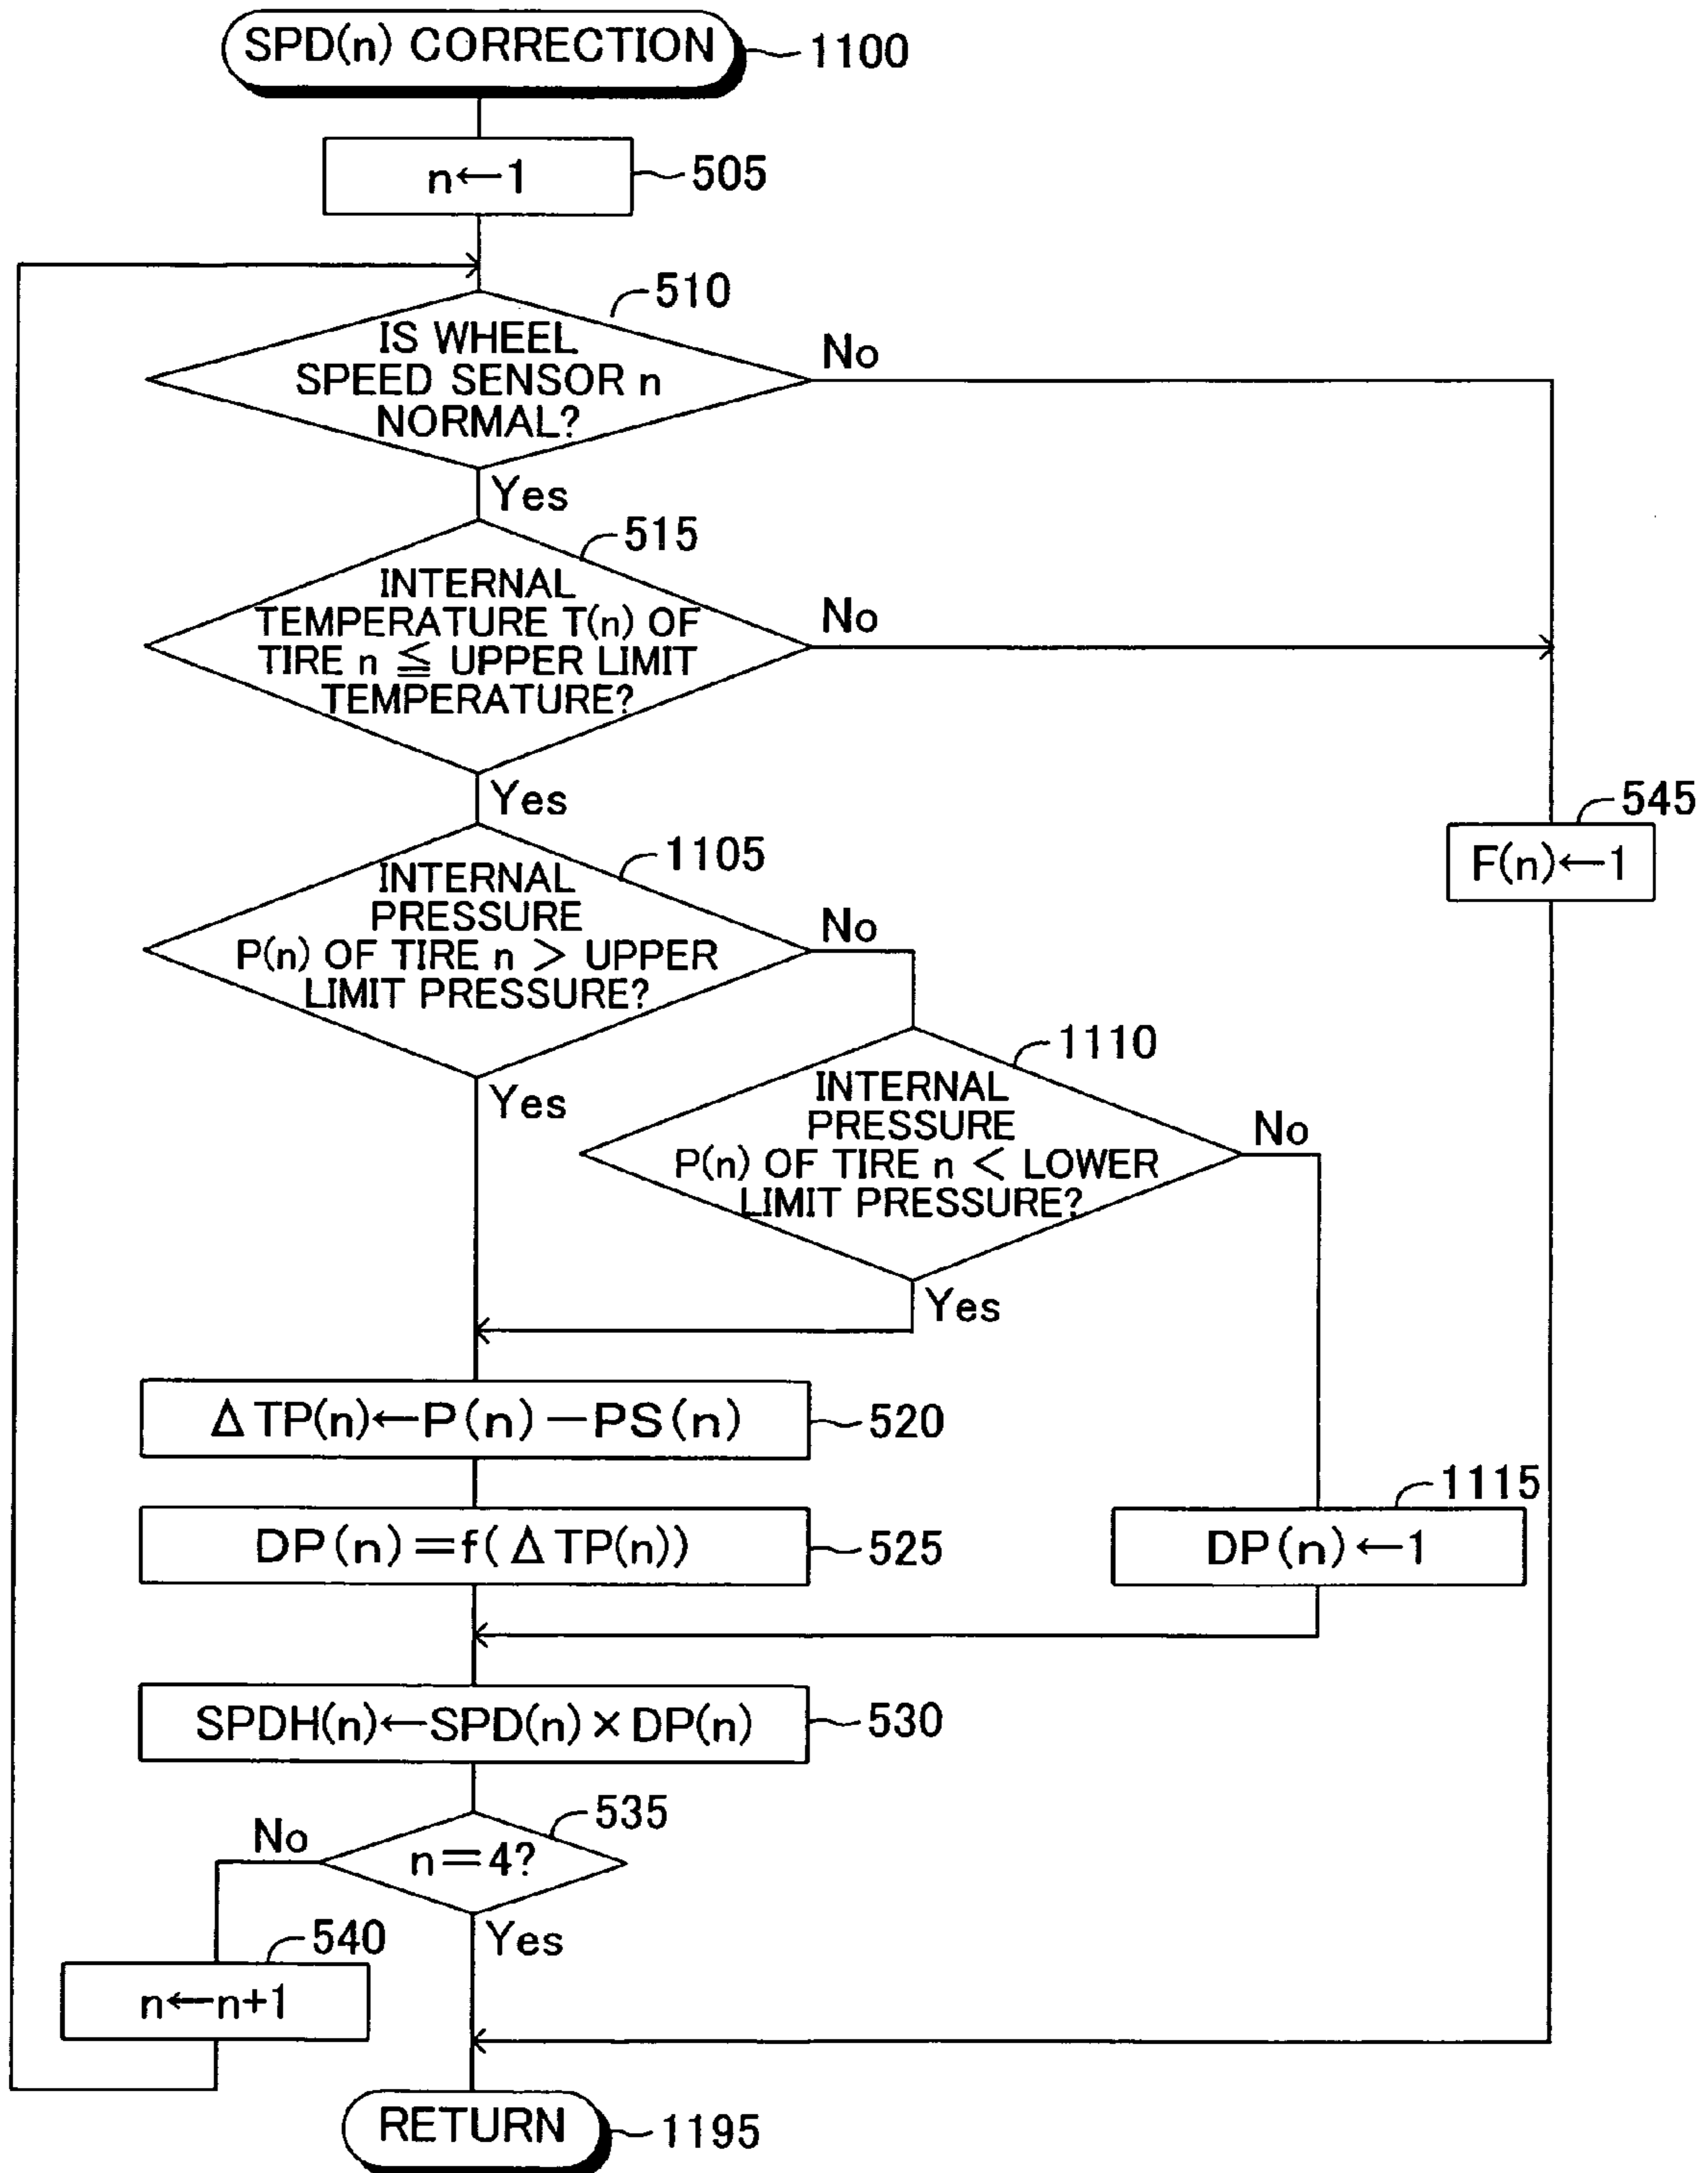 SPD(n) CORRECTION
1100
n←1
505
510
IS WHEEL
SPEED SENSOR n
NORMAL?
No
Yes
515
INTERNAL
TEMPERATURE T(n) OF
TIRE n ≦ UPPER LIMIT
TEMPERATURE?
No
Yes
545
F(n)←1
1105
INTERNAL
PRESSURE
P(n) OF TIRE n > UPPER
LIMIT PRESSURE?
No
Yes
1110
INTERNAL
PRESSURE
P(n) OF TIRE n < LOWER
LIMIT PRESSURE?
No
Yes
ΔTP(n)←P(n)−PS(n)
520
DP(n)=f(ΔTP(n))
525
1115
DP(n)←1
SPDH(n)←SPD(n)×DP(n)
530
535
n=4?
No
Yes
540
n←n+1
RETURN
1195